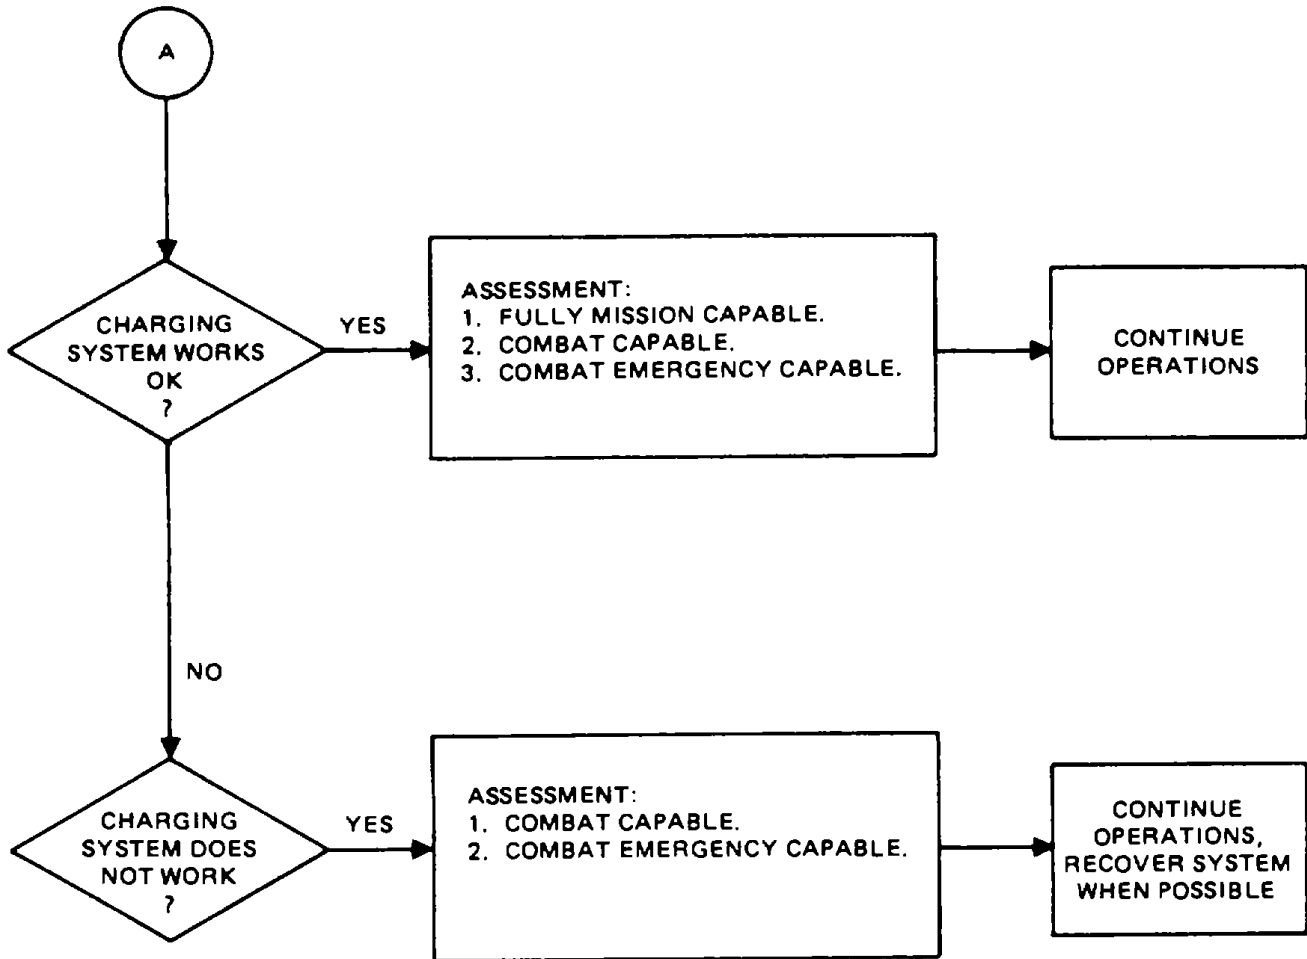 A
CHARGING
SYSTEM WORKS
OK
?
YES
ASSESSMENT:
1. FULLY MISSION CAPABLE.
2. COMBAT CAPABLE.
3. COMBAT EMERGENCY CAPABLE.
CONTINUE
OPERATIONS
NO
CHARGING
SYSTEM DOES
NOT WORK
?
YES
ASSESSMENT:
1. COMBAT CAPABLE.
2. COMBAT EMERGENCY CAPABLE.
CONTINUE
OPERATIONS,
RECOVER SYSTEM
WHEN POSSIBLE